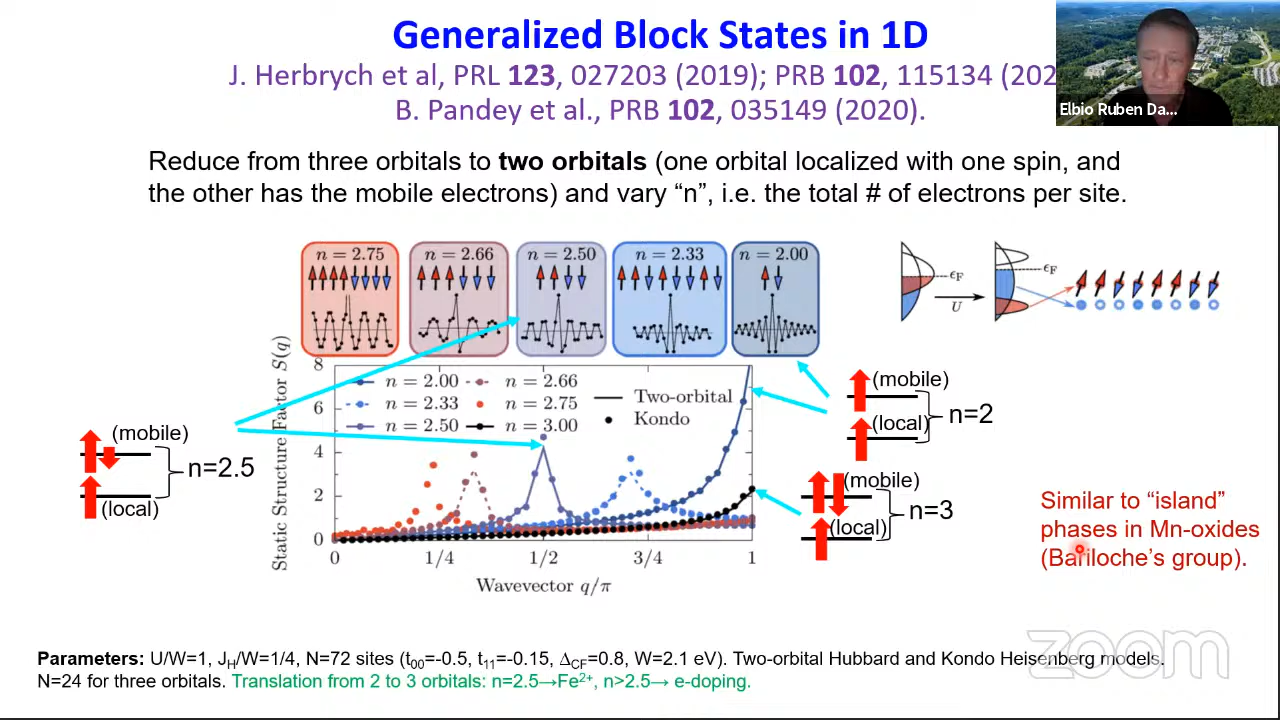 Generalized Block States in 1D
J. Herbrych et al, PRL 123, 027203 (2019); PRB 102, 115134 (202
B. Pandey et al., PRB 102, 035149 (2020).
Elbio Ruben Da...
Reduce from three orbitals to two orbitals (one orbital localized with one spin, and
the other has the mobile electrons) and vary “n”, i.e. the total # of electrons per site.
n = 2.75
n = 2.66
n = 2.50
n = 2.33
n = 2.00
ϵF
U
ϵF
Static Structure Factor S(q)
8
6
4
2
0
n = 2.00
n = 2.33
n = 2.50
n = 2.66
n = 2.75
n = 3.00
Two-orbital
Kondo
0
1/4
1/2
3/4
1
Wavevector q/π
(mobile)
n=2.5
(local)
(mobile)
n=2
(local)
(mobile)
n=3
(local)
Similar to “island”
phases in Mn-oxides
(Bariloche’s group).
zoom
Parameters: U/W=1, JH/W=1/4, N=72 sites (t00=-0.5, t11=-0.15, ΔCF=0.8, W=2.1 eV). Two-orbital Hubbard and Kondo Heisenberg models.
N=24 for three orbitals. Translation from 2 to 3 orbitals: n=2.5→Fe2+, n>2.5→ e-doping.